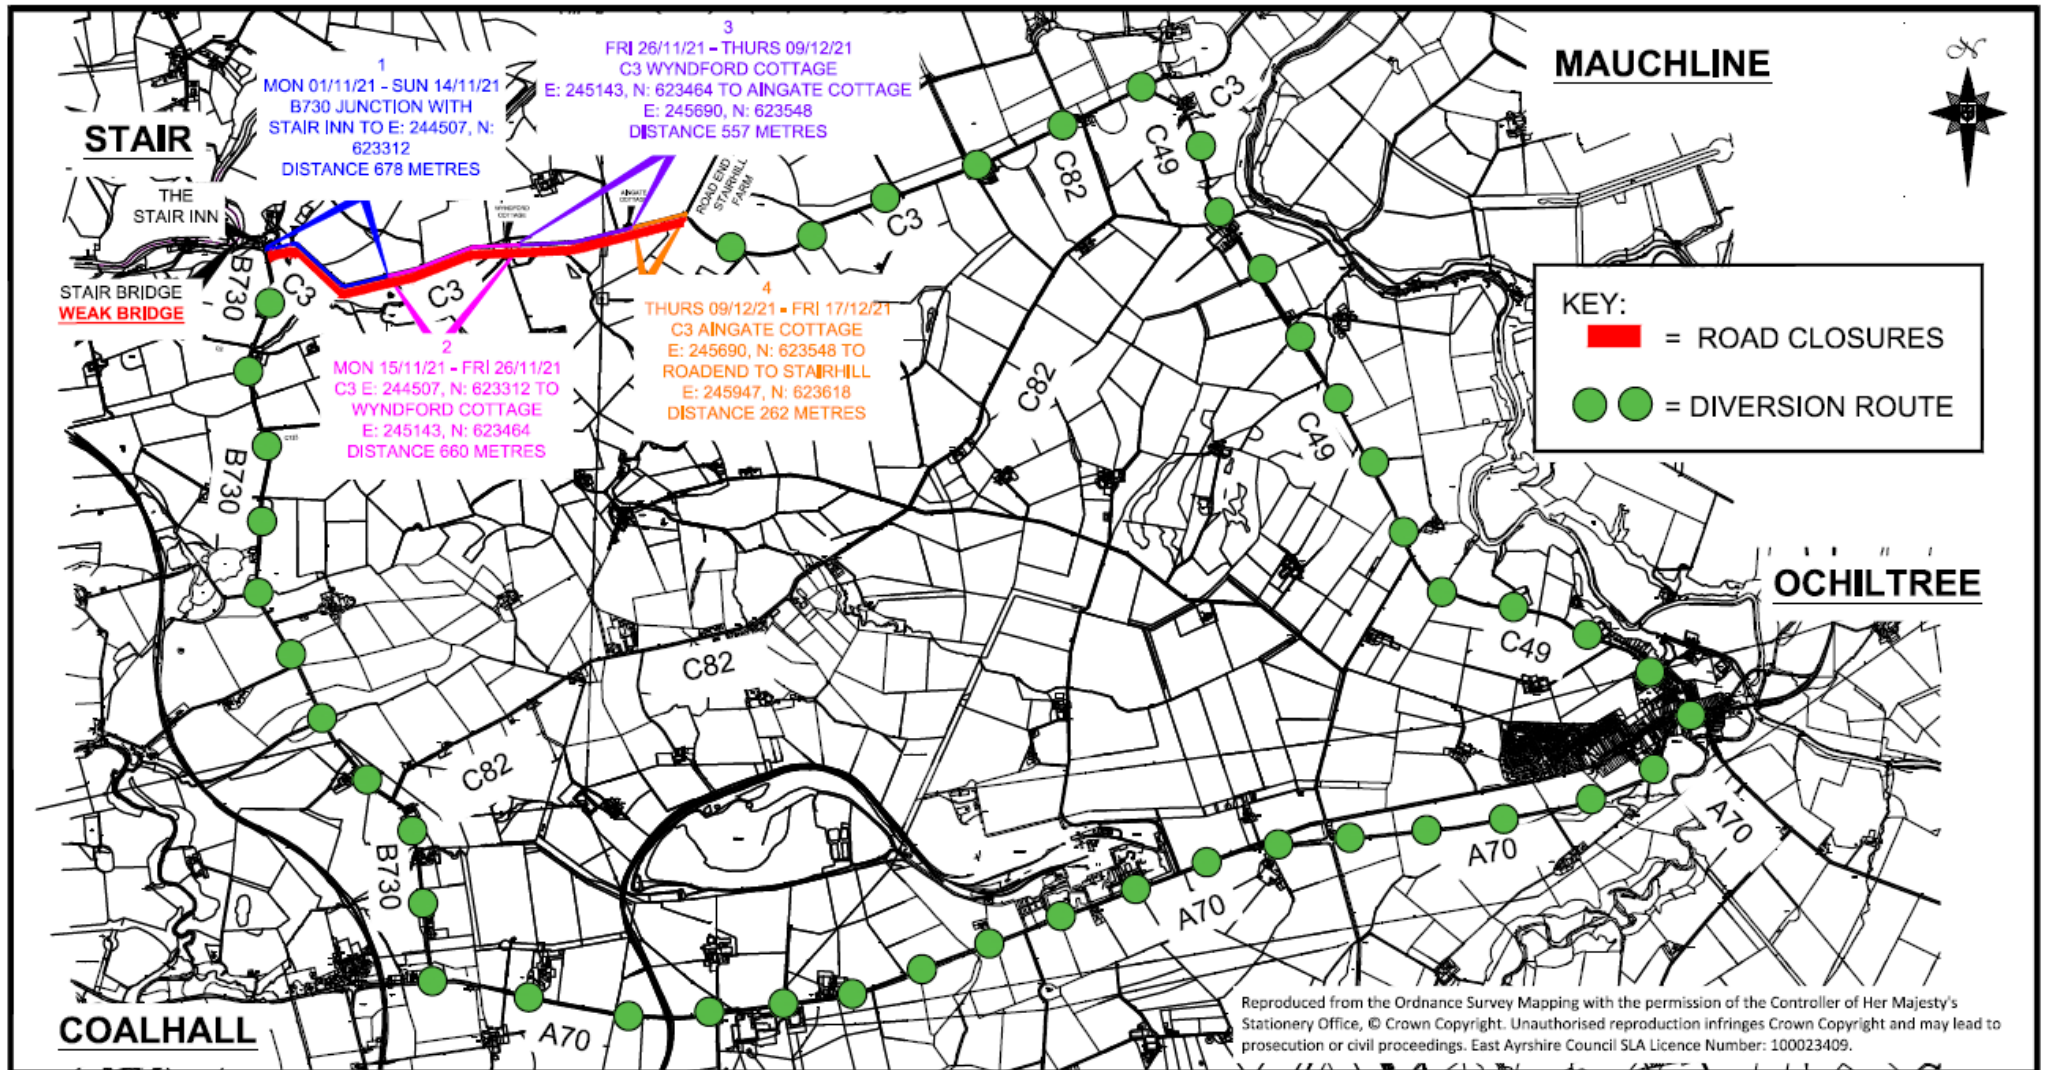 1
MON 01/11/21 - SUN 14/11/21
B730 JUNCTION WITH
STAIR INN TO E: 244507, N:
623312
DISTANCE 678 METRES
3
FRI 26/11/21 - THURS 09/12/21
C3 WYNDFORD COTTAGE
E: 245143, N: 623464 TO AINGATE COTTAGE
E: 245690, N: 623548
DISTANCE 557 METRES
MAUCHLINE
STAIR
THE
STAIR INN
STAIR BRIDGE
WEAK BRIDGE
WYNDFORD
COTTAGE
AINGATE
COTTAGE
ROAD END
STAIRHILL
FARM
C3
C3
C3
C3
C49
C82
B730
B730
2
MON 15/11/21 - FRI 26/11/21
C3 E: 244507, N: 623312 TO
WYNDFORD COTTAGE
E: 245143, N: 623464
DISTANCE 660 METRES
4
THURS 09/12/21 - FRI 17/12/21
C3 AINGATE COTTAGE
E: 245690, N: 623548 TO
ROADEND TO STAIRHILL
E: 245947, N: 623618
DISTANCE 262 METRES
KEY:
= ROAD CLOSURES
= DIVERSION ROUTE
C82
C49
OCHILTREE
C49
C82
C82
B730
A70
A70
A70
A70
COALHALL
Reproduced from the Ordnance Survey Mapping with the permission of the Controller of Her Majesty's
Stationery Office, © Crown Copyright. Unauthorised reproduction infringes Crown Copyright and may lead to
prosecution or civil proceedings. East Ayrshire Council SLA Licence Number: 100023409.